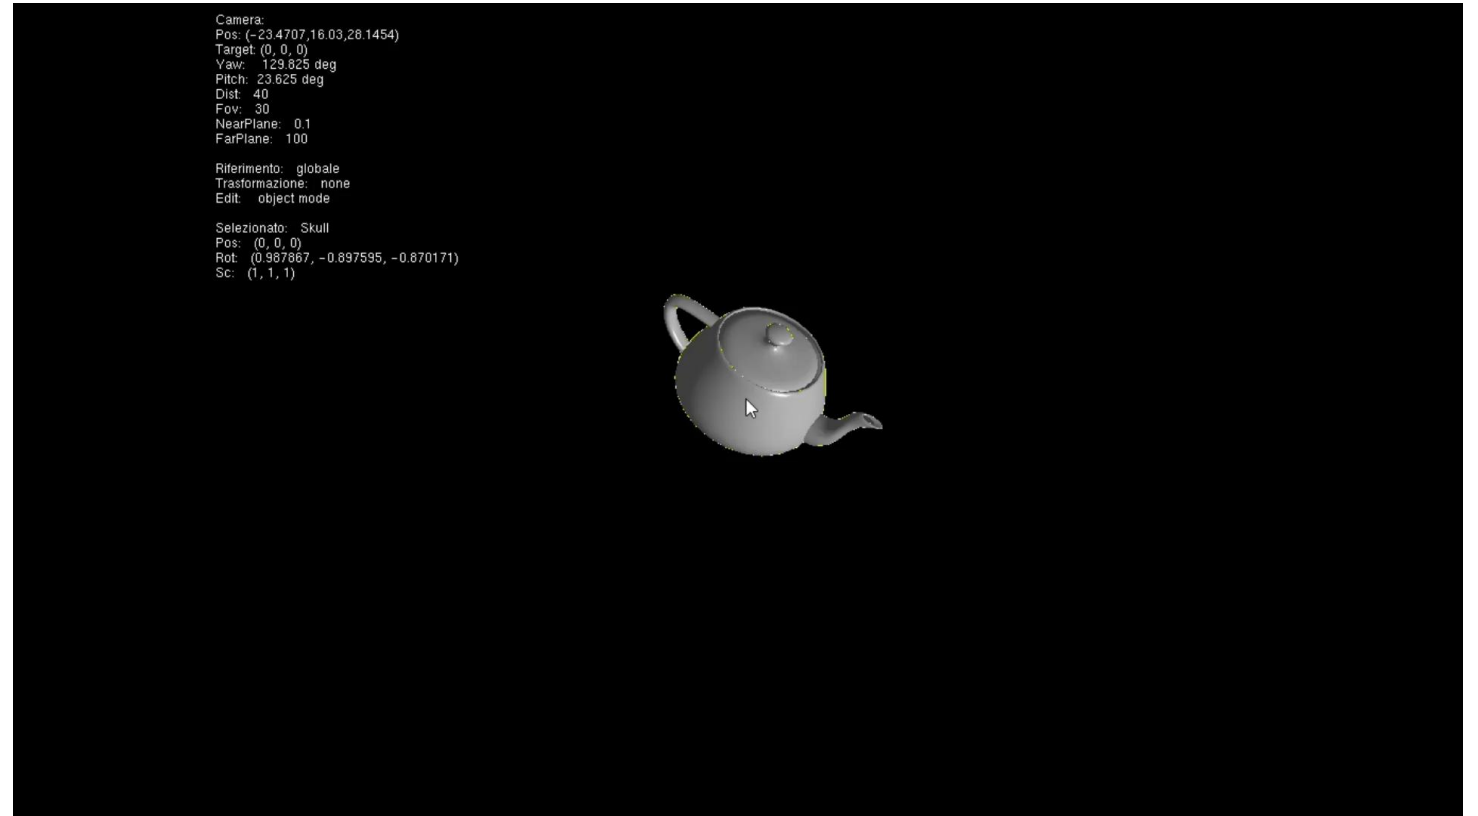 Camera:
Pos: (-23.4707,16.03,28.1454)
Target: (0, 0, 0)
Yaw: 129.825 deg
Pitch: 23.625 deg
Dist: 40
Fov: 30
NearPlane: 0.1
FarPlane: 100
Riferimento: globale
Trasformazione: none
Edit: object mode
Selezionato: Skull
Pos: (0, 0, 0)
Rot: (0.987867, -0.897595, -0.870171)
Sc: (1, 1, 1)